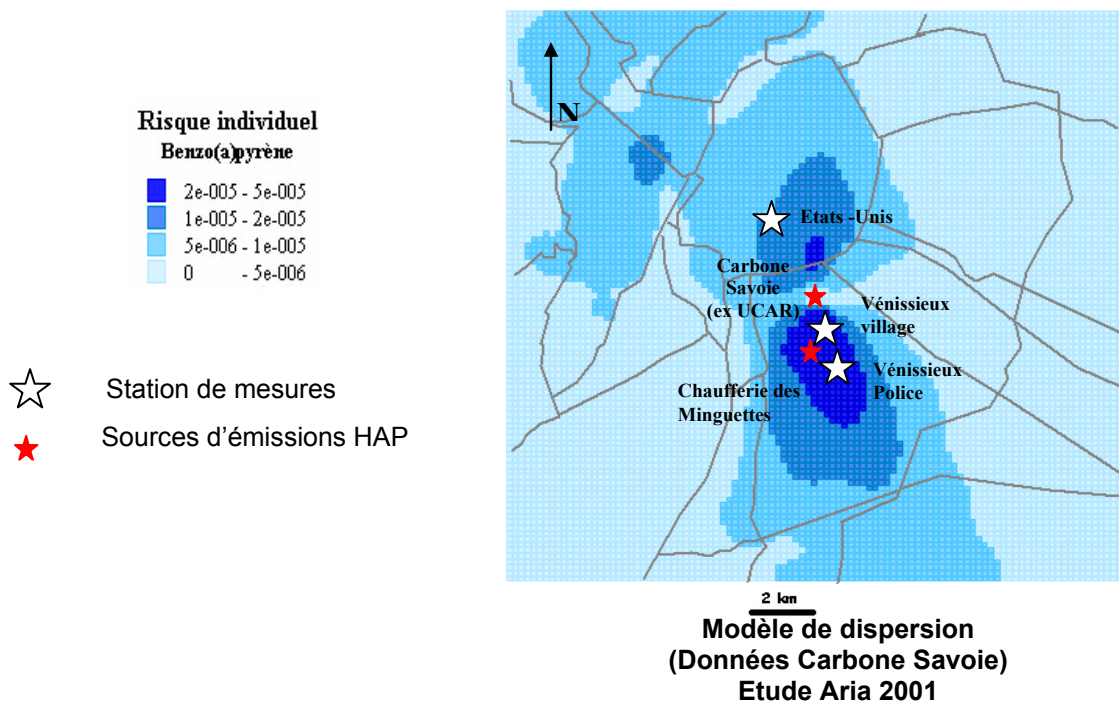 Risque individuel
Benzo(a)pyrène
2e-005 - 5e-005
1e-005 - 2e-005
5e-006 - 1e-005
0 - 5e-006
Station de mesures
Sources d'émissions HAP
N
Etats -Unis
Carbone
Savoie
(ex UCAR)
Vénissieux
village
Vénissieux
Police
Chaufférie des
Minguettes
2 km
Modèle de dispersion
(Données Carbone Savoie)
Etude Aria 2001